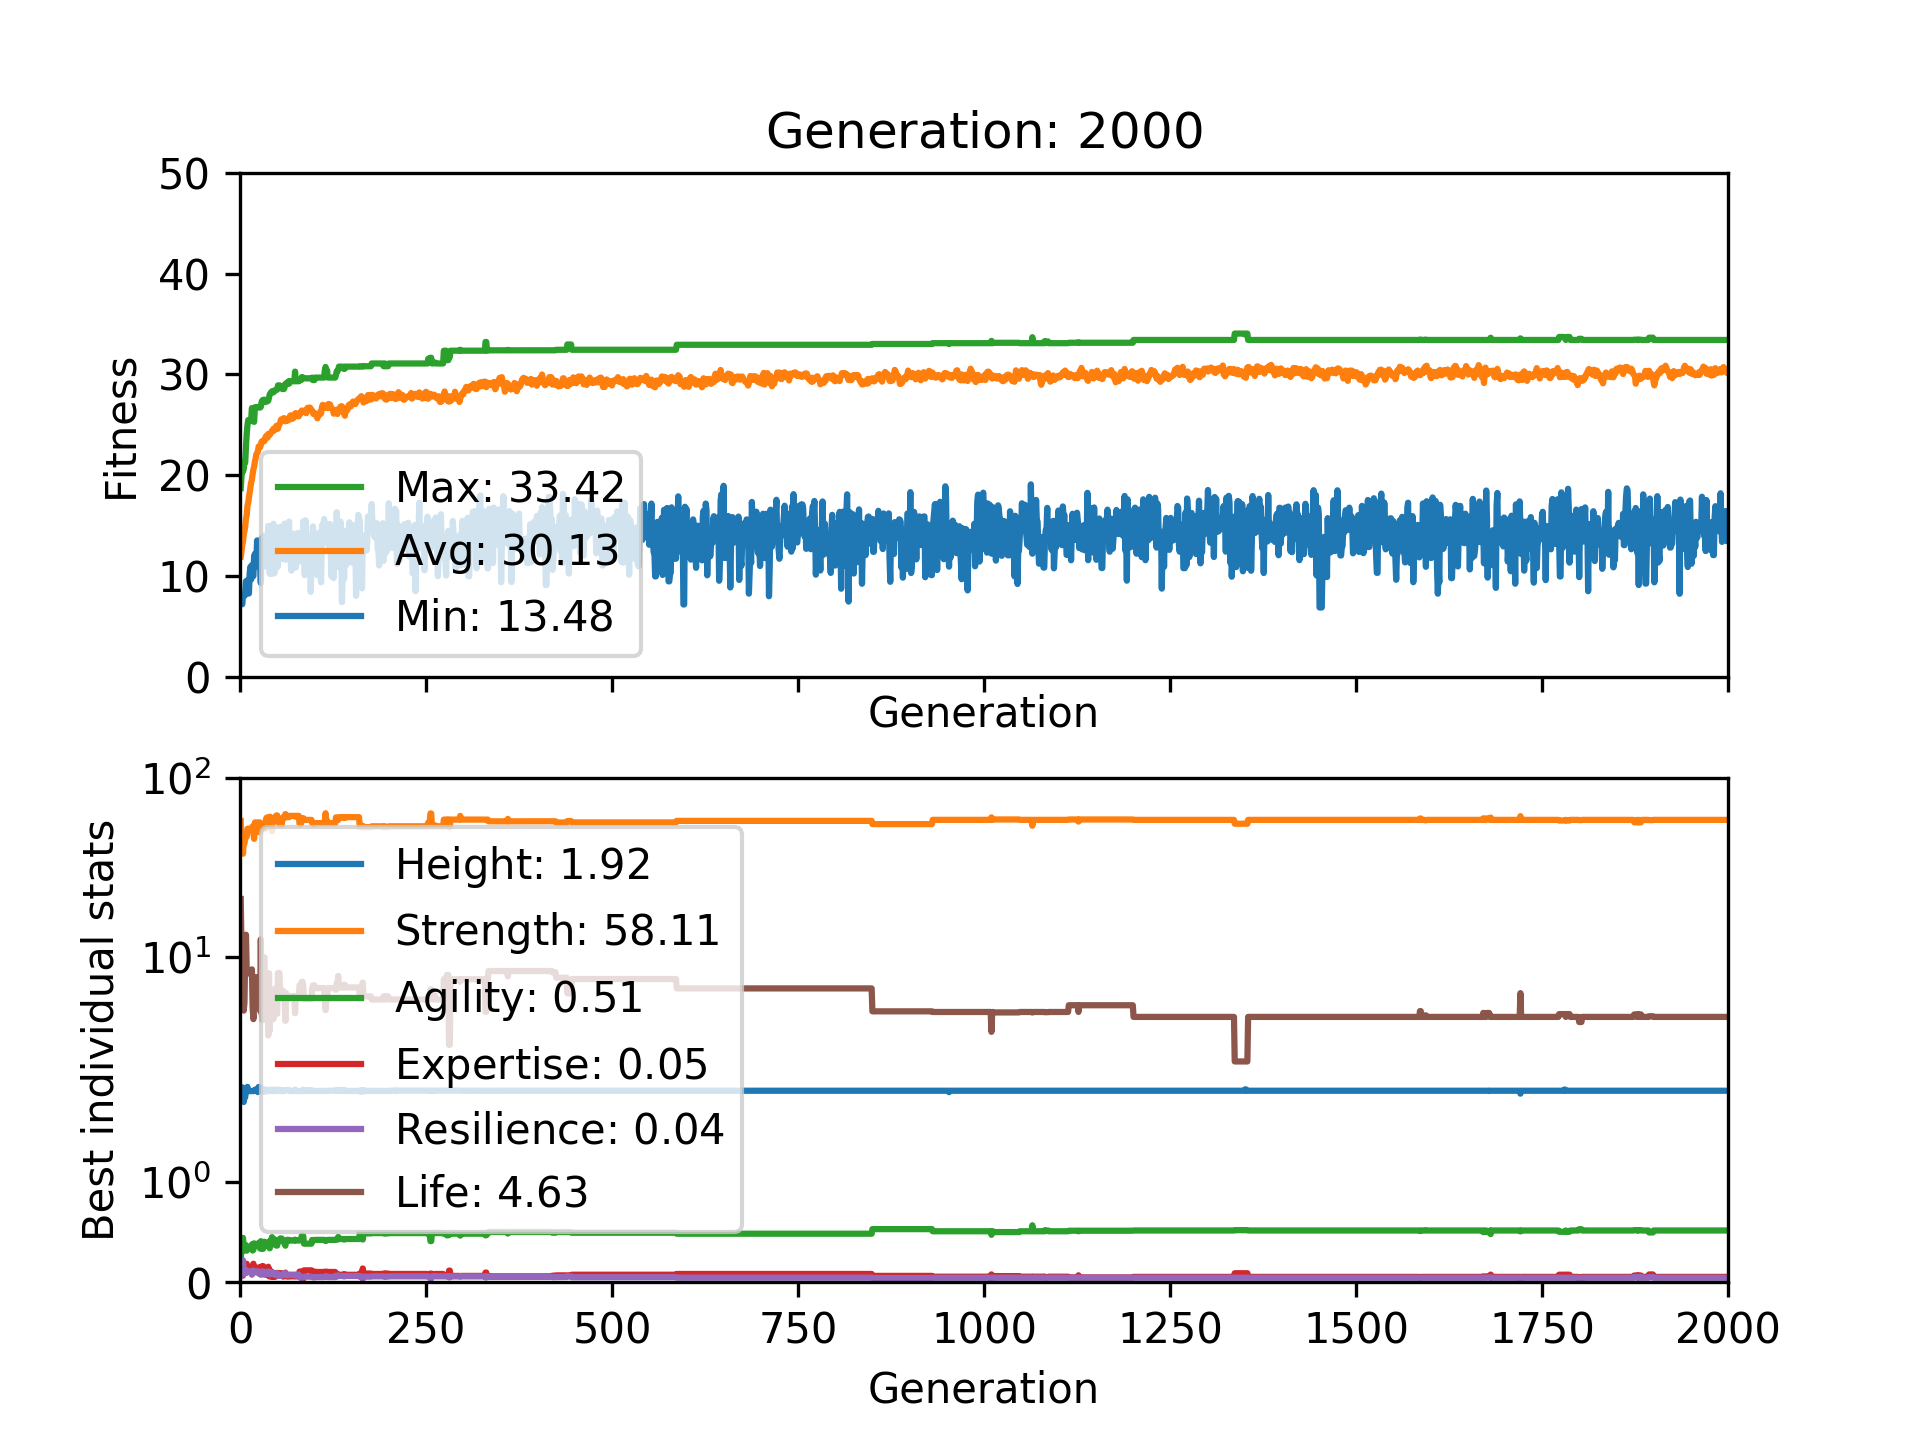 Generation: 2000
50
40
30
20
10
0
Fitness
Max: 33.42
Avg: 30.13
Min: 13.48
Generation
10²
10¹
10⁰
0
Best individual stats
Height: 1.92
Strength: 58.11
Agility: 0.51
Expertise: 0.05
Resilience: 0.04
Life: 4.63
0 250 500 750 1000 1250 1500 1750 2000
Generation